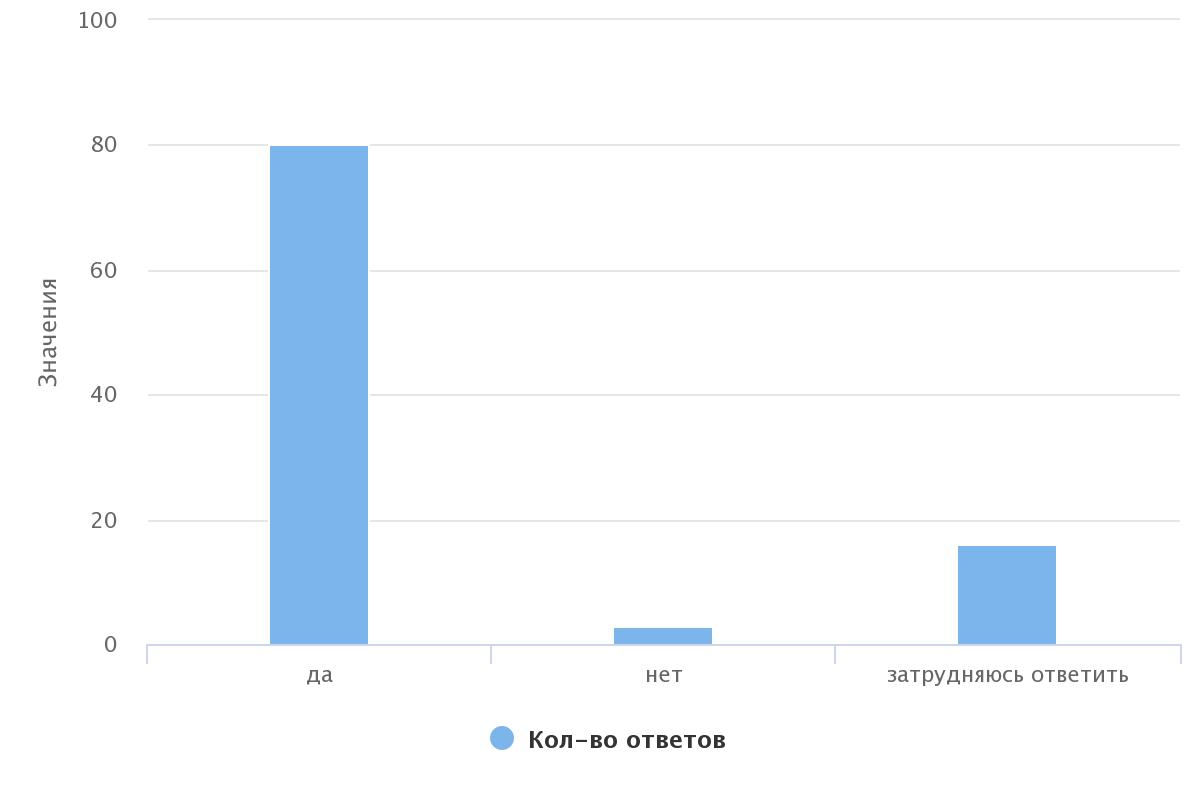 100
80
60
40
20
0
Значения
да
нет
затрудняюсь ответить
Кол-во ответов